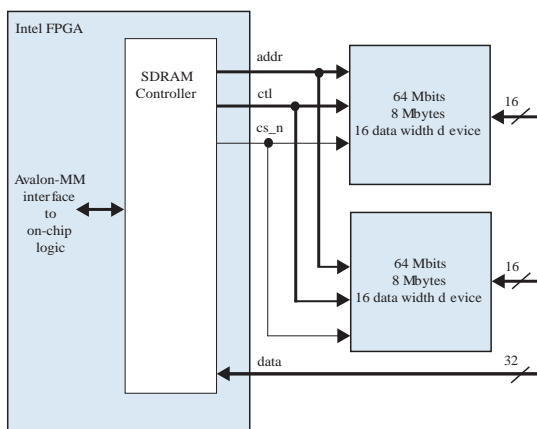 Intel FPGA
SDRAM
Controller
addr
ctl
cs_n
64 Mbits
8 Mbytes
16 data width d evice
16
Avalon-MM
interface
to
on-chip
logic
64 Mbits
8 Mbytes
16 data width d evice
16
data
32